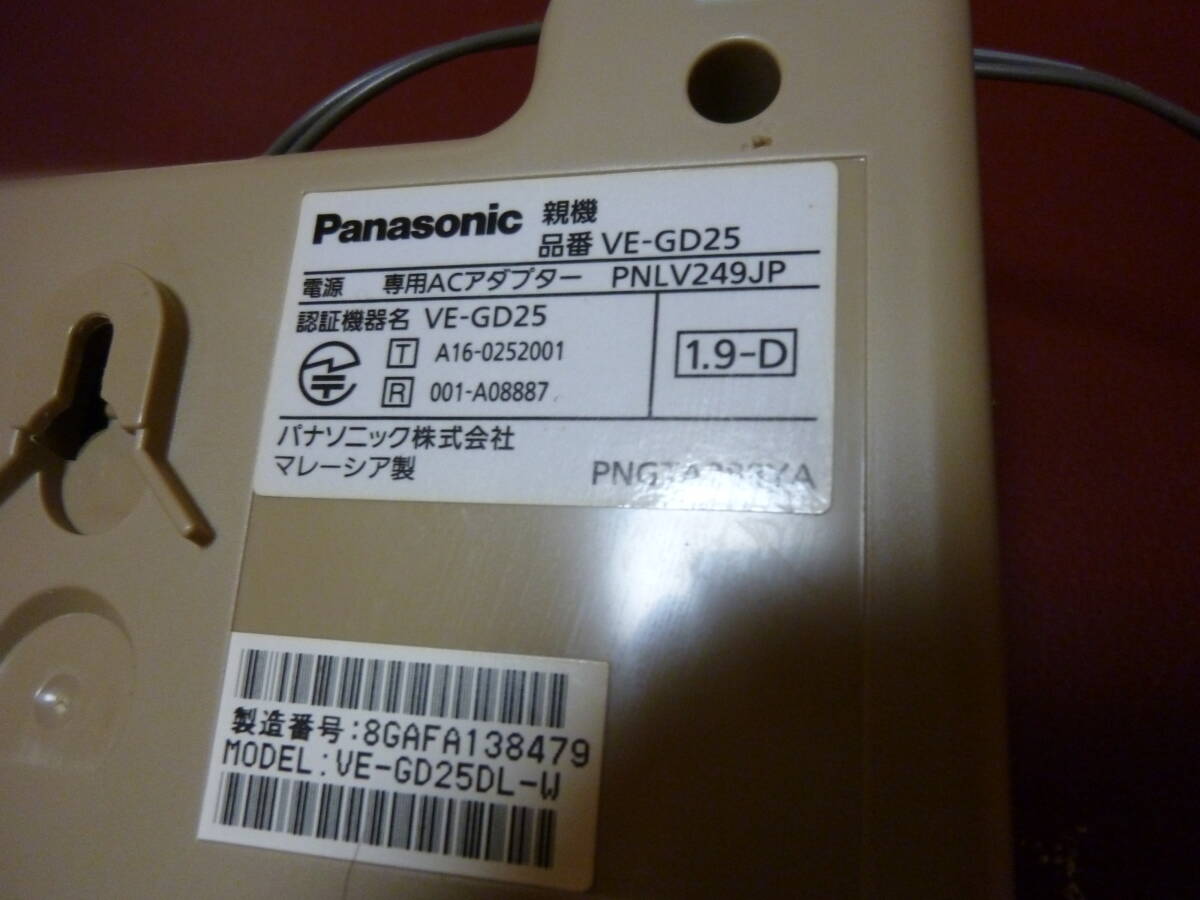 Panasonic 親機
品番 VE-GD25
電源 専用ACアダプター PNLV249JP
認証機器名 VE-GD25
T A16-0252001
R 001-A08887
1.9-D
パナソニック株式会社
マレーシア製
製造番号:8GAFA138479
MODEL:VE-GD25DL-W